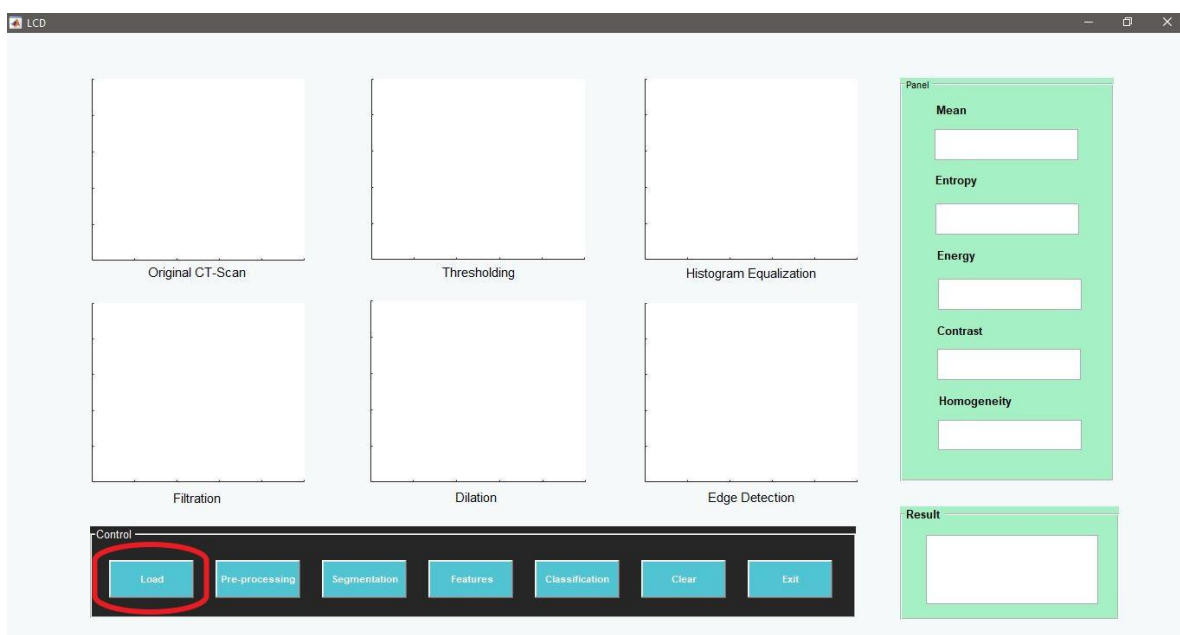 LCD
Panel
Mean
Entropy
Original CT-Scan Thresholding Histogram Equalization
Energy
Contrast
Homogeneity
Filtration Dilation Edge Detection
Result
Control
Load Pre-processing Segmentation Features Classification Clear Exit